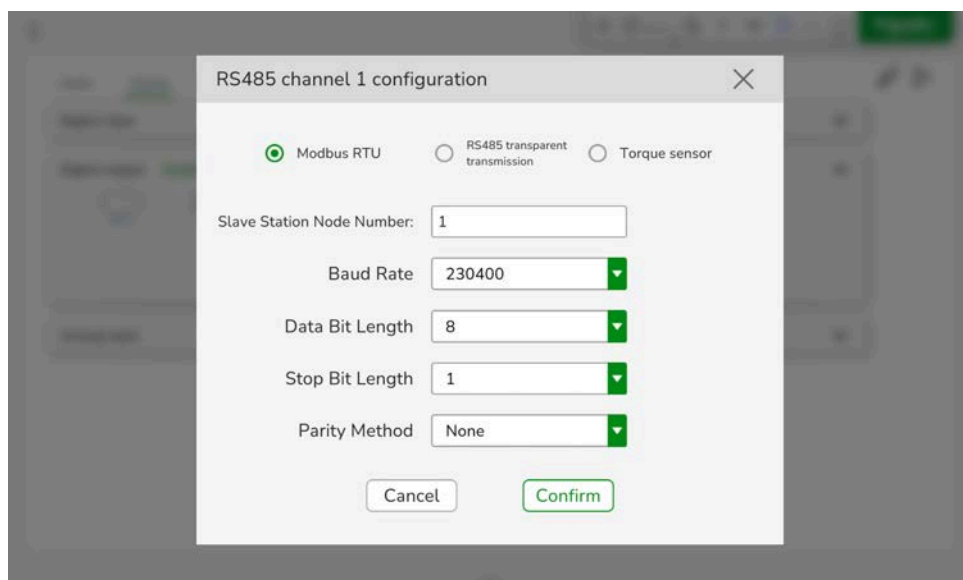 RS485 channel 1 configuration
Modbus RTU
RS485 transparent
transmission
Torque sensor
Slave Station Node Number: 1
Baud Rate 230400
Data Bit Length 8
Stop Bit Length 1
Parity Method None
Cancel Confirm